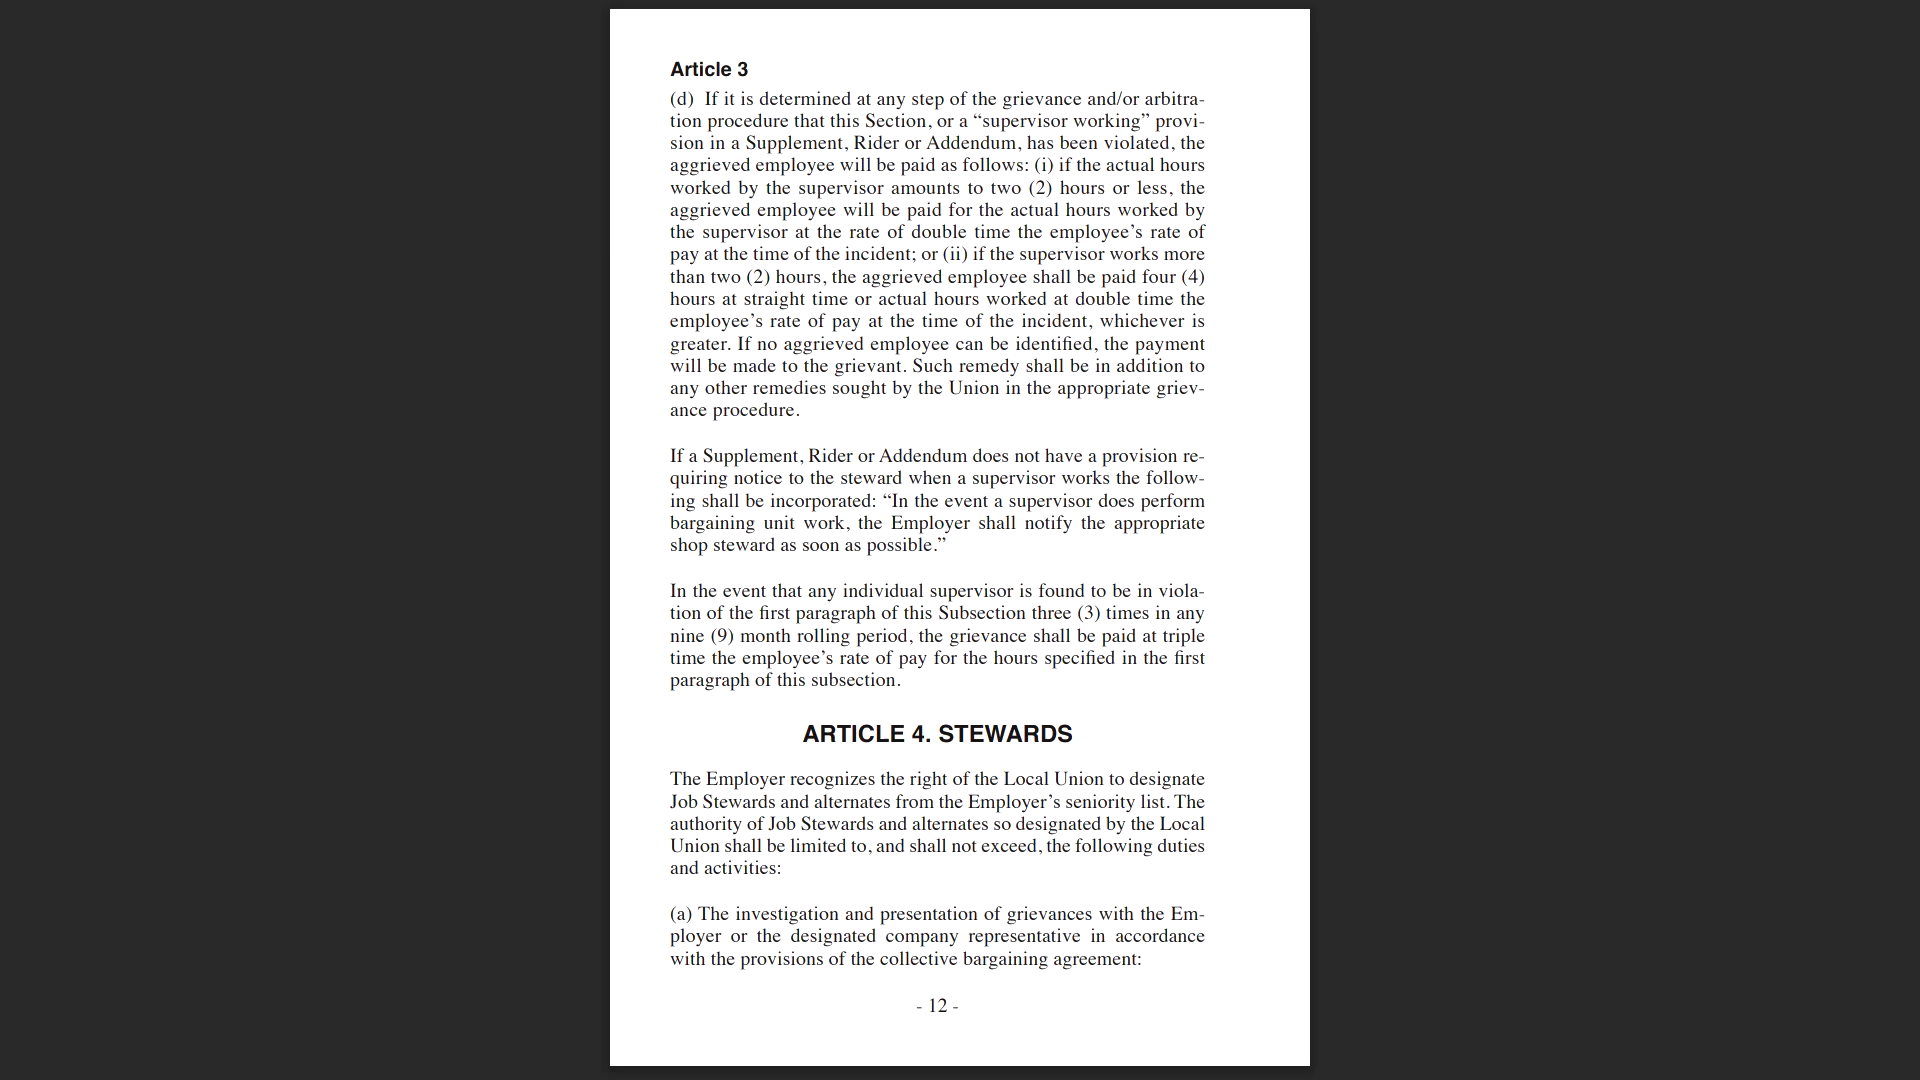 Article 3
(d)  If it is determined at any step of the grievance and/or arbitra-
tion procedure that this Section, or a “supervisor working” provi-
sion in a Supplement, Rider or Addendum, has been violated, the
aggrieved employee will be paid as follows: (i) if the actual hours
worked by the supervisor amounts to two (2) hours or less, the
aggrieved employee will be paid for the actual hours worked by
the supervisor at the rate of double time the employee’s rate of
pay at the time of the incident; or (ii) if the supervisor works more
than two (2) hours, the aggrieved employee shall be paid four (4)
hours at straight time or actual hours worked at double time the
employee’s rate of pay at the time of the incident, whichever is
greater. If no aggrieved employee can be identified, the payment
will be made to the grievant. Such remedy shall be in addition to
any other remedies sought by the Union in the appropriate griev-
ance procedure.
If a Supplement, Rider or Addendum does not have a provision re-
quiring notice to the steward when a supervisor works the follow-
ing shall be incorporated: “In the event a supervisor does perform
bargaining unit work, the Employer shall notify the appropriate
shop steward as soon as possible.”
In the event that any individual supervisor is found to be in viola-
tion of the first paragraph of this Subsection three (3) times in any
nine (9) month rolling period, the grievance shall be paid at triple
time the employee’s rate of pay for the hours specified in the first
paragraph of this subsection.
ARTICLE 4. STEWARDS
The Employer recognizes the right of the Local Union to designate
Job Stewards and alternates from the Employer’s seniority list. The
authority of Job Stewards and alternates so designated by the Local
Union shall be limited to, and shall not exceed, the following duties
and activities:
(a) The investigation and presentation of grievances with the Em-
ployer or the designated company representative in accordance
with the provisions of the collective bargaining agreement:
- 12 -